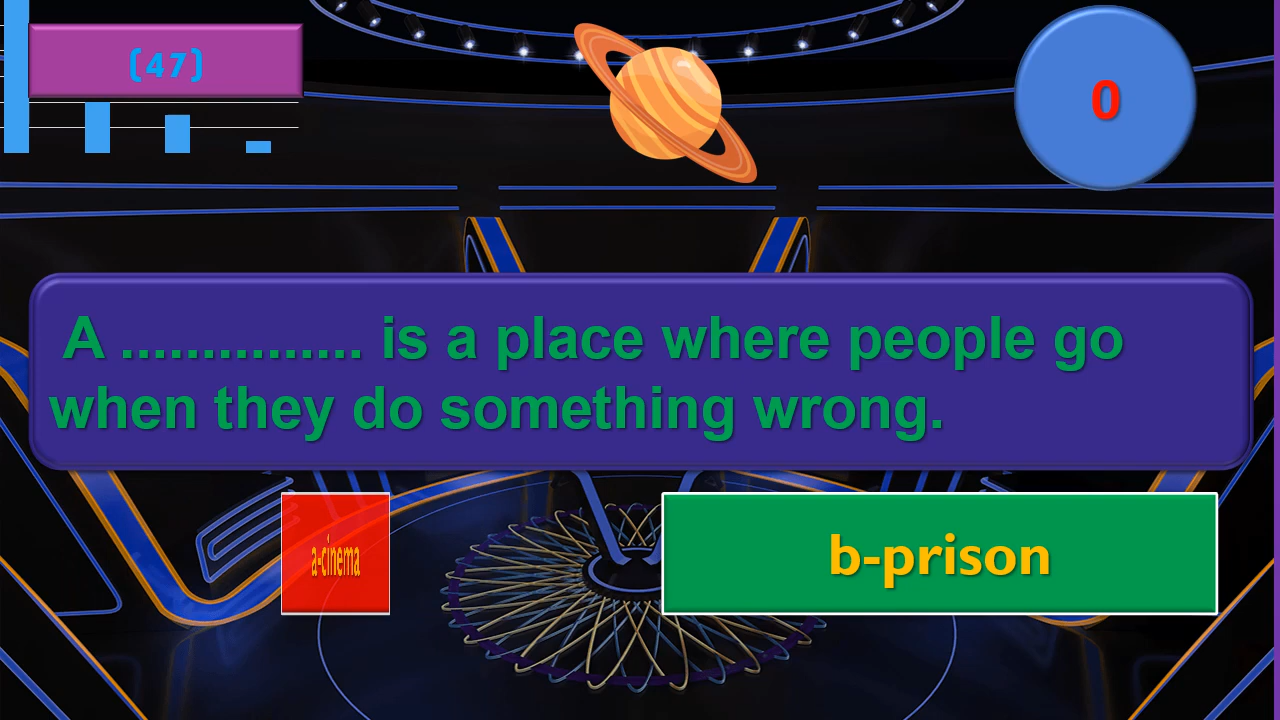 (47)
0
A .............. is a place where people go
when they do something wrong.
a-cinema
b-prison